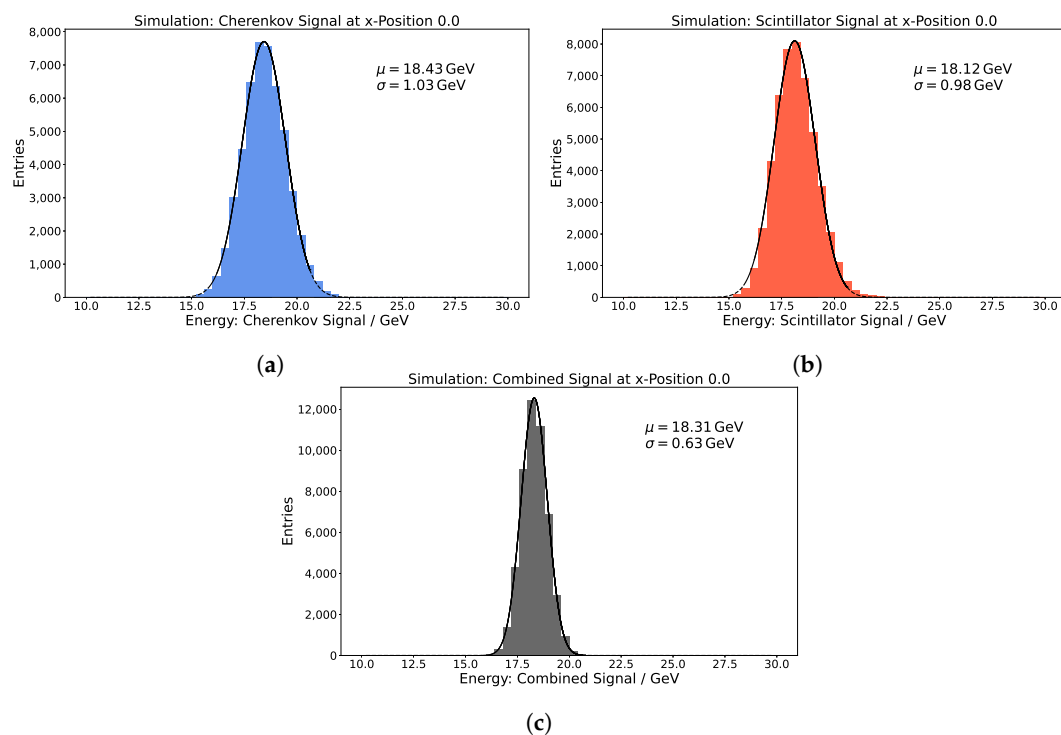 Simulation: Cherenkov Signal at x-Position 0.0
8,000
7,000
6,000
5,000
4,000
3,000
2,000
1,000
0
Entries
μ = 18.43 GeV
σ = 1.03 GeV
10.0 12.5 15.0 17.5 20.0 22.5 25.0 27.5 30.0
Energy: Cherenkov Signal / GeV
(a)
Simulation: Scintillator Signal at x-Position 0.0
8,000
7,000
6,000
5,000
4,000
3,000
2,000
1,000
0
Entries
μ = 18.12 GeV
σ = 0.98 GeV
10.0 12.5 15.0 17.5 20.0 22.5 25.0 27.5 30.0
Energy: Scintillator Signal / GeV
(b)
Simulation: Combined Signal at x-Position 0.0
12,000
10,000
8,000
6,000
4,000
2,000
0
Entries
μ = 18.31 GeV
σ = 0.63 GeV
10.0 12.5 15.0 17.5 20.0 22.5 25.0 27.5 30.0
Energy: Combined Signal / GeV
(c)